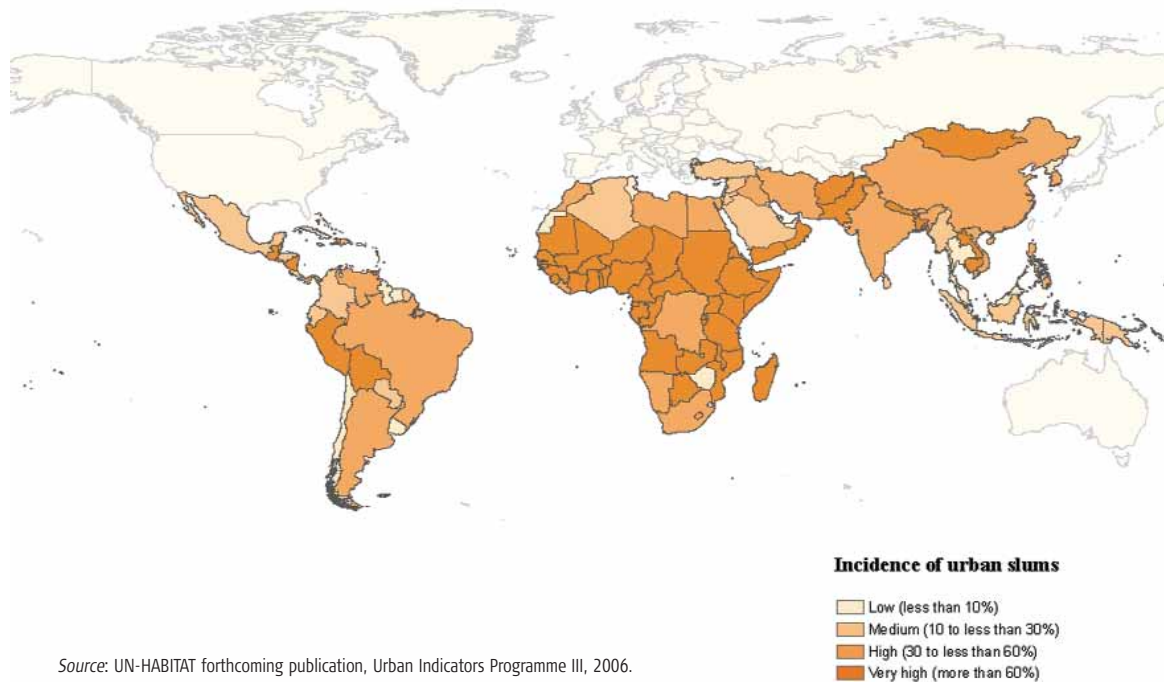 Incidence of urban slums
Low (less than 10%)
Medium (10 to less than 30%)
High (30 to less than 60%)
Very high (more than 60%)
Source: UN-HABITAT forthcoming publication, Urban Indicators Programme III, 2006.